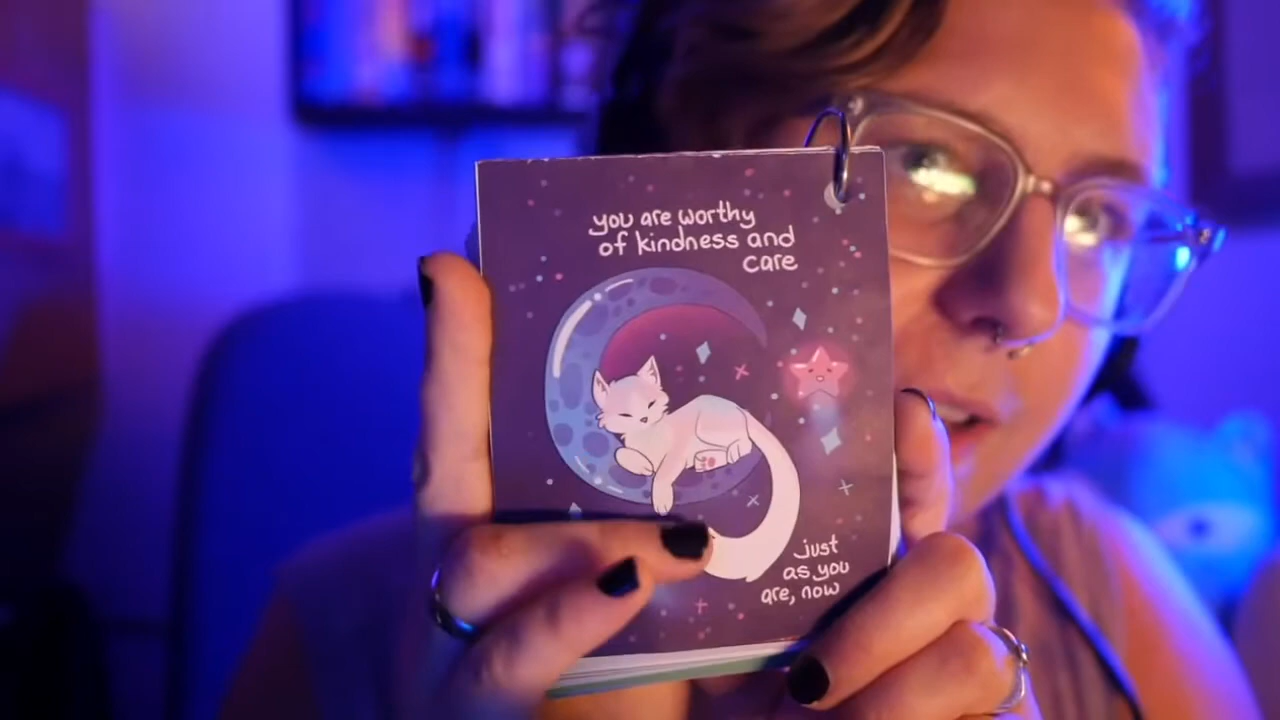 you are worthy
of kindness and
care
just
as you
are, now